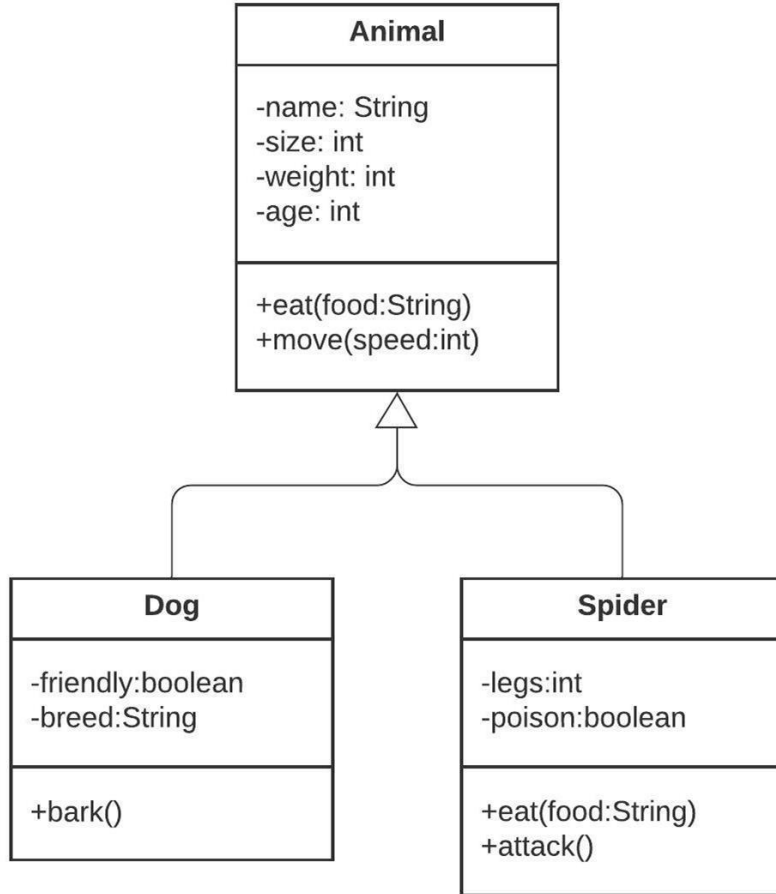 Animal
-name: String
-size: int
-weight: int
-age: int
+eat(food:String)
+move(speed:int)
Dog
-friendly:boolean
-breed:String
+bark()
Spider
-legs:int
-poison:boolean
+eat(food:String)
+attack()